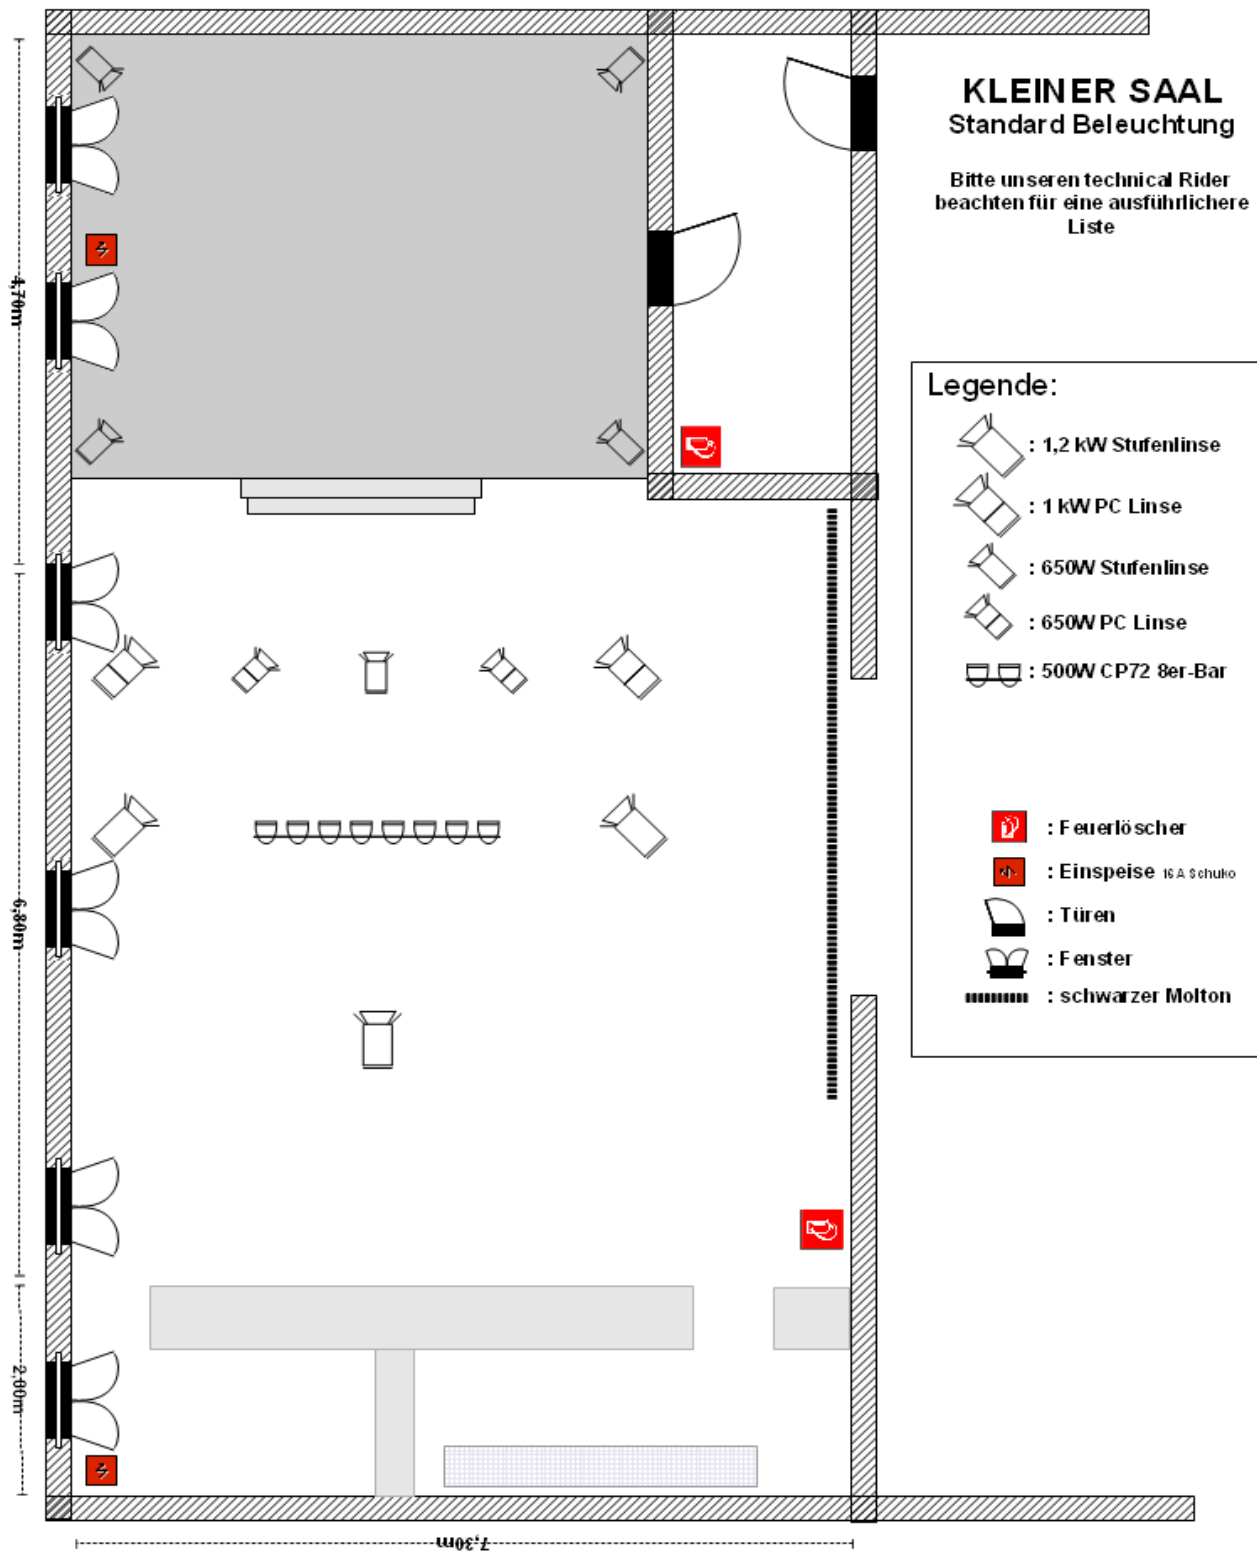 KLEINER SAAL
Standard Beleuchtung
Bitte unseren technical Rider
beachten für eine ausführlichere
Liste
4,70m
Legende:
: 1,2 kW Stufenlinse
: 1 kW PC Linse
: 650W Stufenlinse
: 650W PC Linse
: 500W CP72 8er-Bar
: Feuerlöscher
: Einspeise 16A Schuko
: Türen
: Fenster
: schwarzer Molton
6,80m
2,00m
7,30m